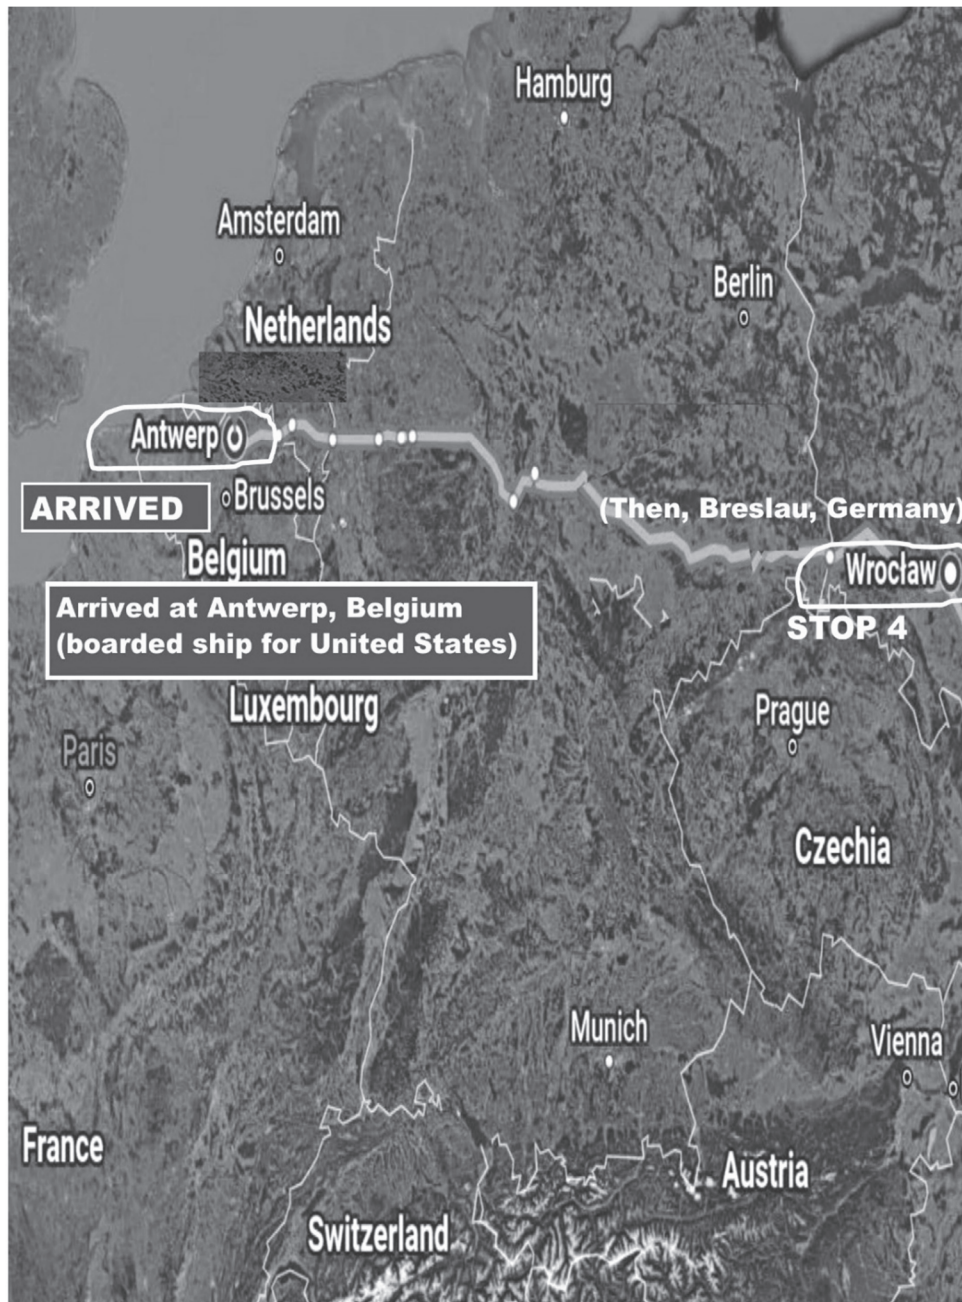 Hamburg
Amsterdam
Berlin
Netherlands
Antwerp
ARRIVED
Brussels
(Then, Breslau, Germany)
Belgium
Wrocław
Arrived at Antwerp, Belgium
(boarded ship for United States)
STOP 4
Luxembourg
Prague
Paris
Czechia
Munich
Vienna
France
Austria
Switzerland